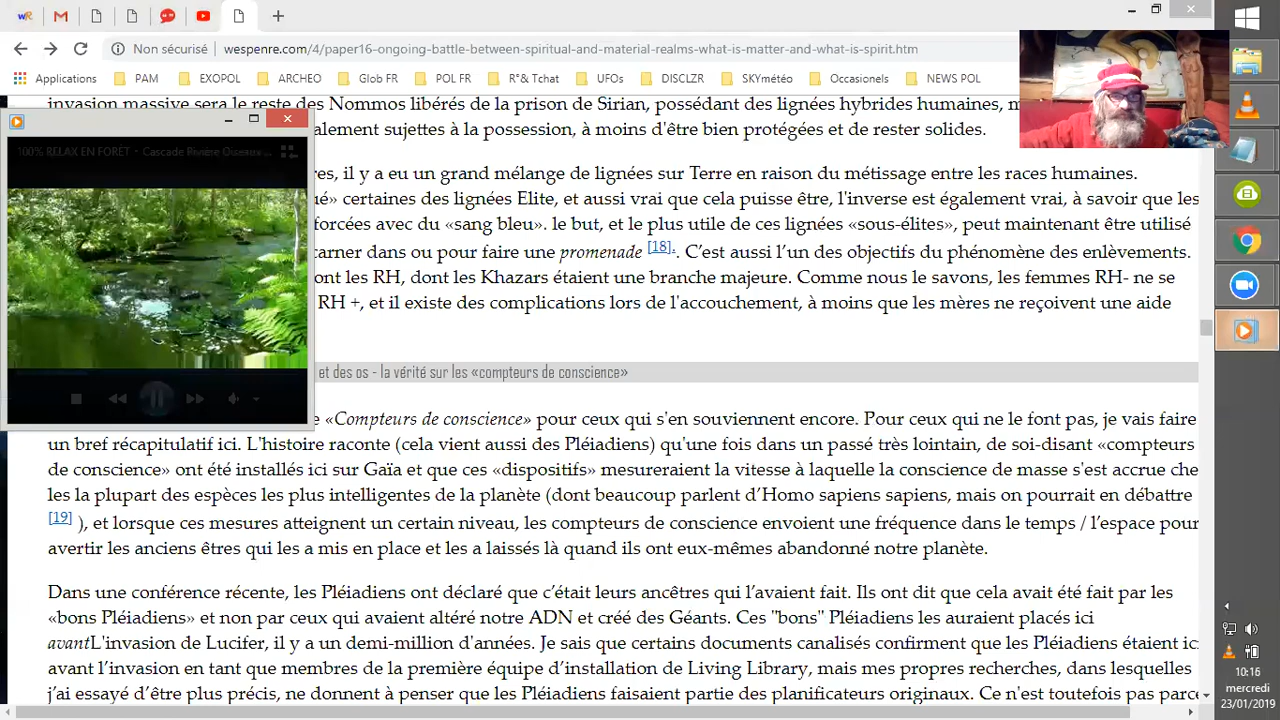 Non sécurisé
wespenre.com/4/paper16-ongoing-battle-between-spiritual-and-material-realms-what-is-matter-and-what-is-spirit.htm
Applications PAM EXOPOL ARCHEO Glob FR POL FR R"& Tchat UFOs DISCLZR SKYmétéo Occasionels NEWS POL
invasion massive sera le reste des Nommos libérés de la prison de Sirian, possédant des lignées hybrides humaines, m
alement sujettes à la possession, à moins d'être bien protégées et de rester solides.
100% RELAX EN FORÊT • Cascade Rivière Oiseaux ...
res, il y a eu un grand mélange de lignées sur Terre en raison du métissage entre les races humaines.
ué» certaines des lignées Elite, et aussi vrai que cela puisse être, l'inverse est également vrai, à savoir que les
forcées avec du «sang bleu». le but, et le plus utile de ces lignées «sous-élites», peut maintenant être utilisé
carner dans ou pour faire une promenade [18]. . C’est aussi l’un des objectifs du phénomène des enlèvements.
ont les RH, dont les Khazars étaient une branche majeure. Comme nous le savons, les femmes RH- ne se
RH +, et il existe des complications lors de l'accouchement, à moins que les mères ne reçoivent une aide
et des os - la vérité sur les «compteurs de conscience»
e «Compteurs de conscience» pour ceux qui s'en souviennent encore. Pour ceux qui ne le font pas, je vais faire
un bref récapitulatif ici. L'histoire raconte (cela vient aussi des Pléiadiens) qu'une fois dans un passé très lointain, de soi-disant «compteurs
de conscience» ont été installés ici sur Gaïa et que ces «dispositifs» mesureraient la vitesse à laquelle la conscience de masse s'est accrue che
les la plupart des espèces les plus intelligentes de la planète (dont beaucoup parlent d’Homo sapiens sapiens, mais on pourrait en débattre
[19] ), et lorsque ces mesures atteignent un certain niveau, les compteurs de conscience envoient une fréquence dans le temps / l’espace pour
avertir les anciens êtres qui les a mis en place et les a laissés là quand ils ont eux-mêmes abandonné notre planète.
Dans une conférence récente, les Pléiadiens ont déclaré que c’était leurs ancêtres qui l’avaient fait. Ils ont dit que cela avait été fait par les
«bons Pléiadiens» et non par ceux qui avaient altéré notre ADN et créé des Géants. Ces "bons" Pléiadiens les auraient placés ici
avantL'invasion de Lucifer, il y a un demi-million d'années. Je sais que certains documents canalisés confirment que les Pléiadiens étaient ici
avant l’invasion en tant que membres de la première équipe d’installation de Living Library, mais mes propres recherches, dans lesquelles
j’ai essayé d’être plus précis, ne donnent à penser que les Pléiadiens faisaient partie des planificateurs originaux. Ce n'est toutefois pas parce
10:16
mercredi
23/01/2019